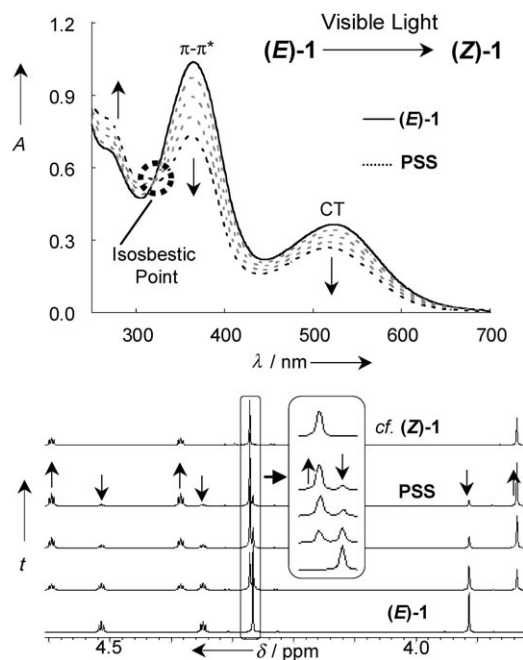 Visible Light
(E)-1 (Z)-1
π-π*
(E)-1
PSS
CT
Isosbestic
Point
A
1.2
0.9
0.6
0.3
0.0
300 400 500 600 700
λ / nm
cf. (Z)-1
PSS
t
(E)-1
4.5 4.0
δ / ppm